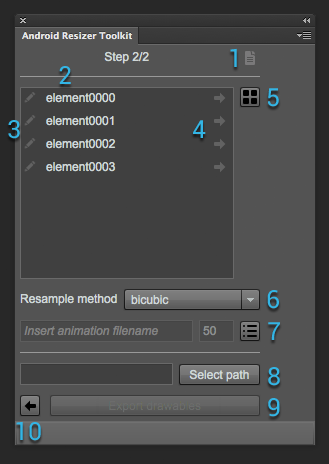 Android Resizer Toolkit
Step 2/2 1
2
element0000 5
3 element0001 4
element0002
element0003
Resample method bicubic 6
Insert animation filename 50 7
Select path 8
Export drawables 9
10